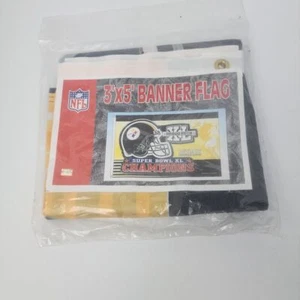 3'x5' BANNER FLAG
NFL
SUPER BOWL XL
CHAMPIONS